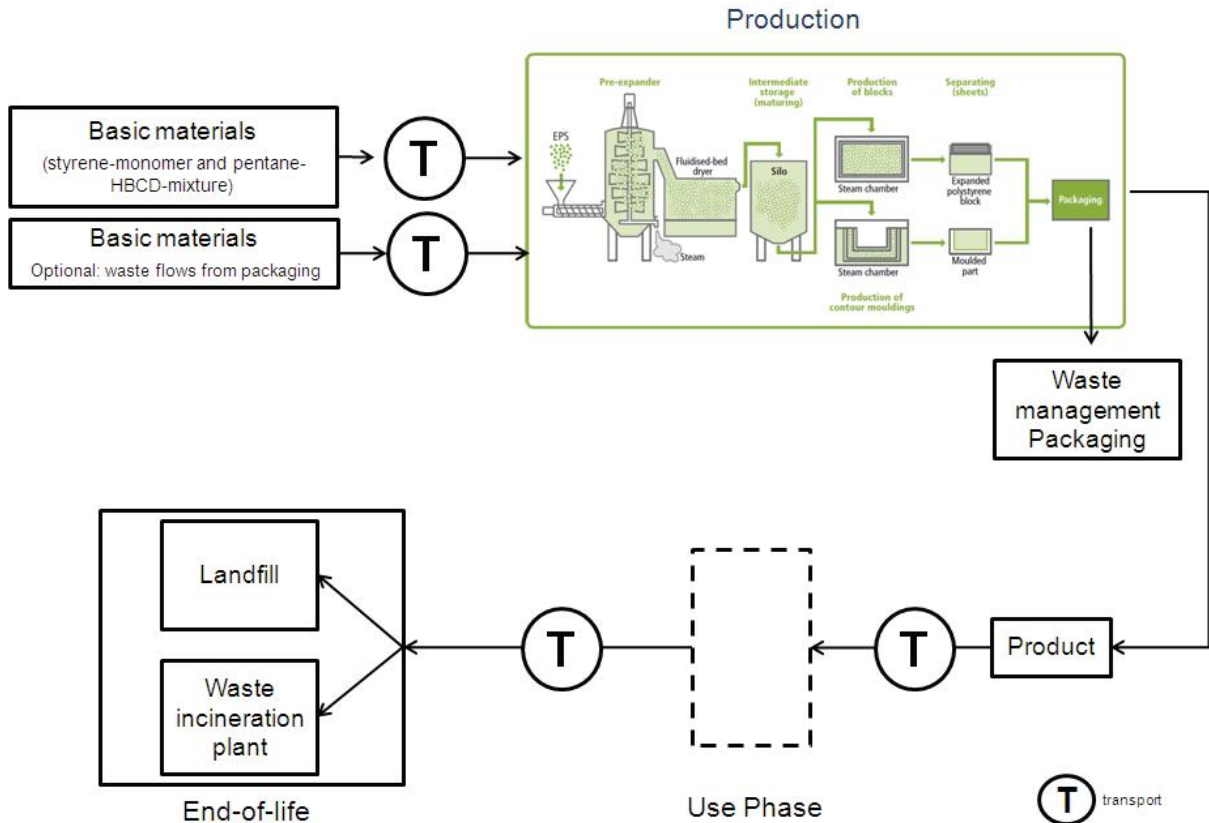 Production
Basic materials
(styrene-monomer and pentane-
HBCD-mixture)
T
Basic materials
Optional: waste flows from packaging
T
Pre-expander
EPS
Fluidised-bed
dryer
Steam
Intermediate
storage
(maturing)
Silo
Production
of blocks
Steam chamber
Steam chamber
Production of
contour mouldings
Separating
(sheets)
Expanded
polystyrene
block
Moulded
part
Packaging
Waste
management
Packaging
Product
T
Use Phase
T
Landfill
Waste
incineration
plant
End-of-life
T transport